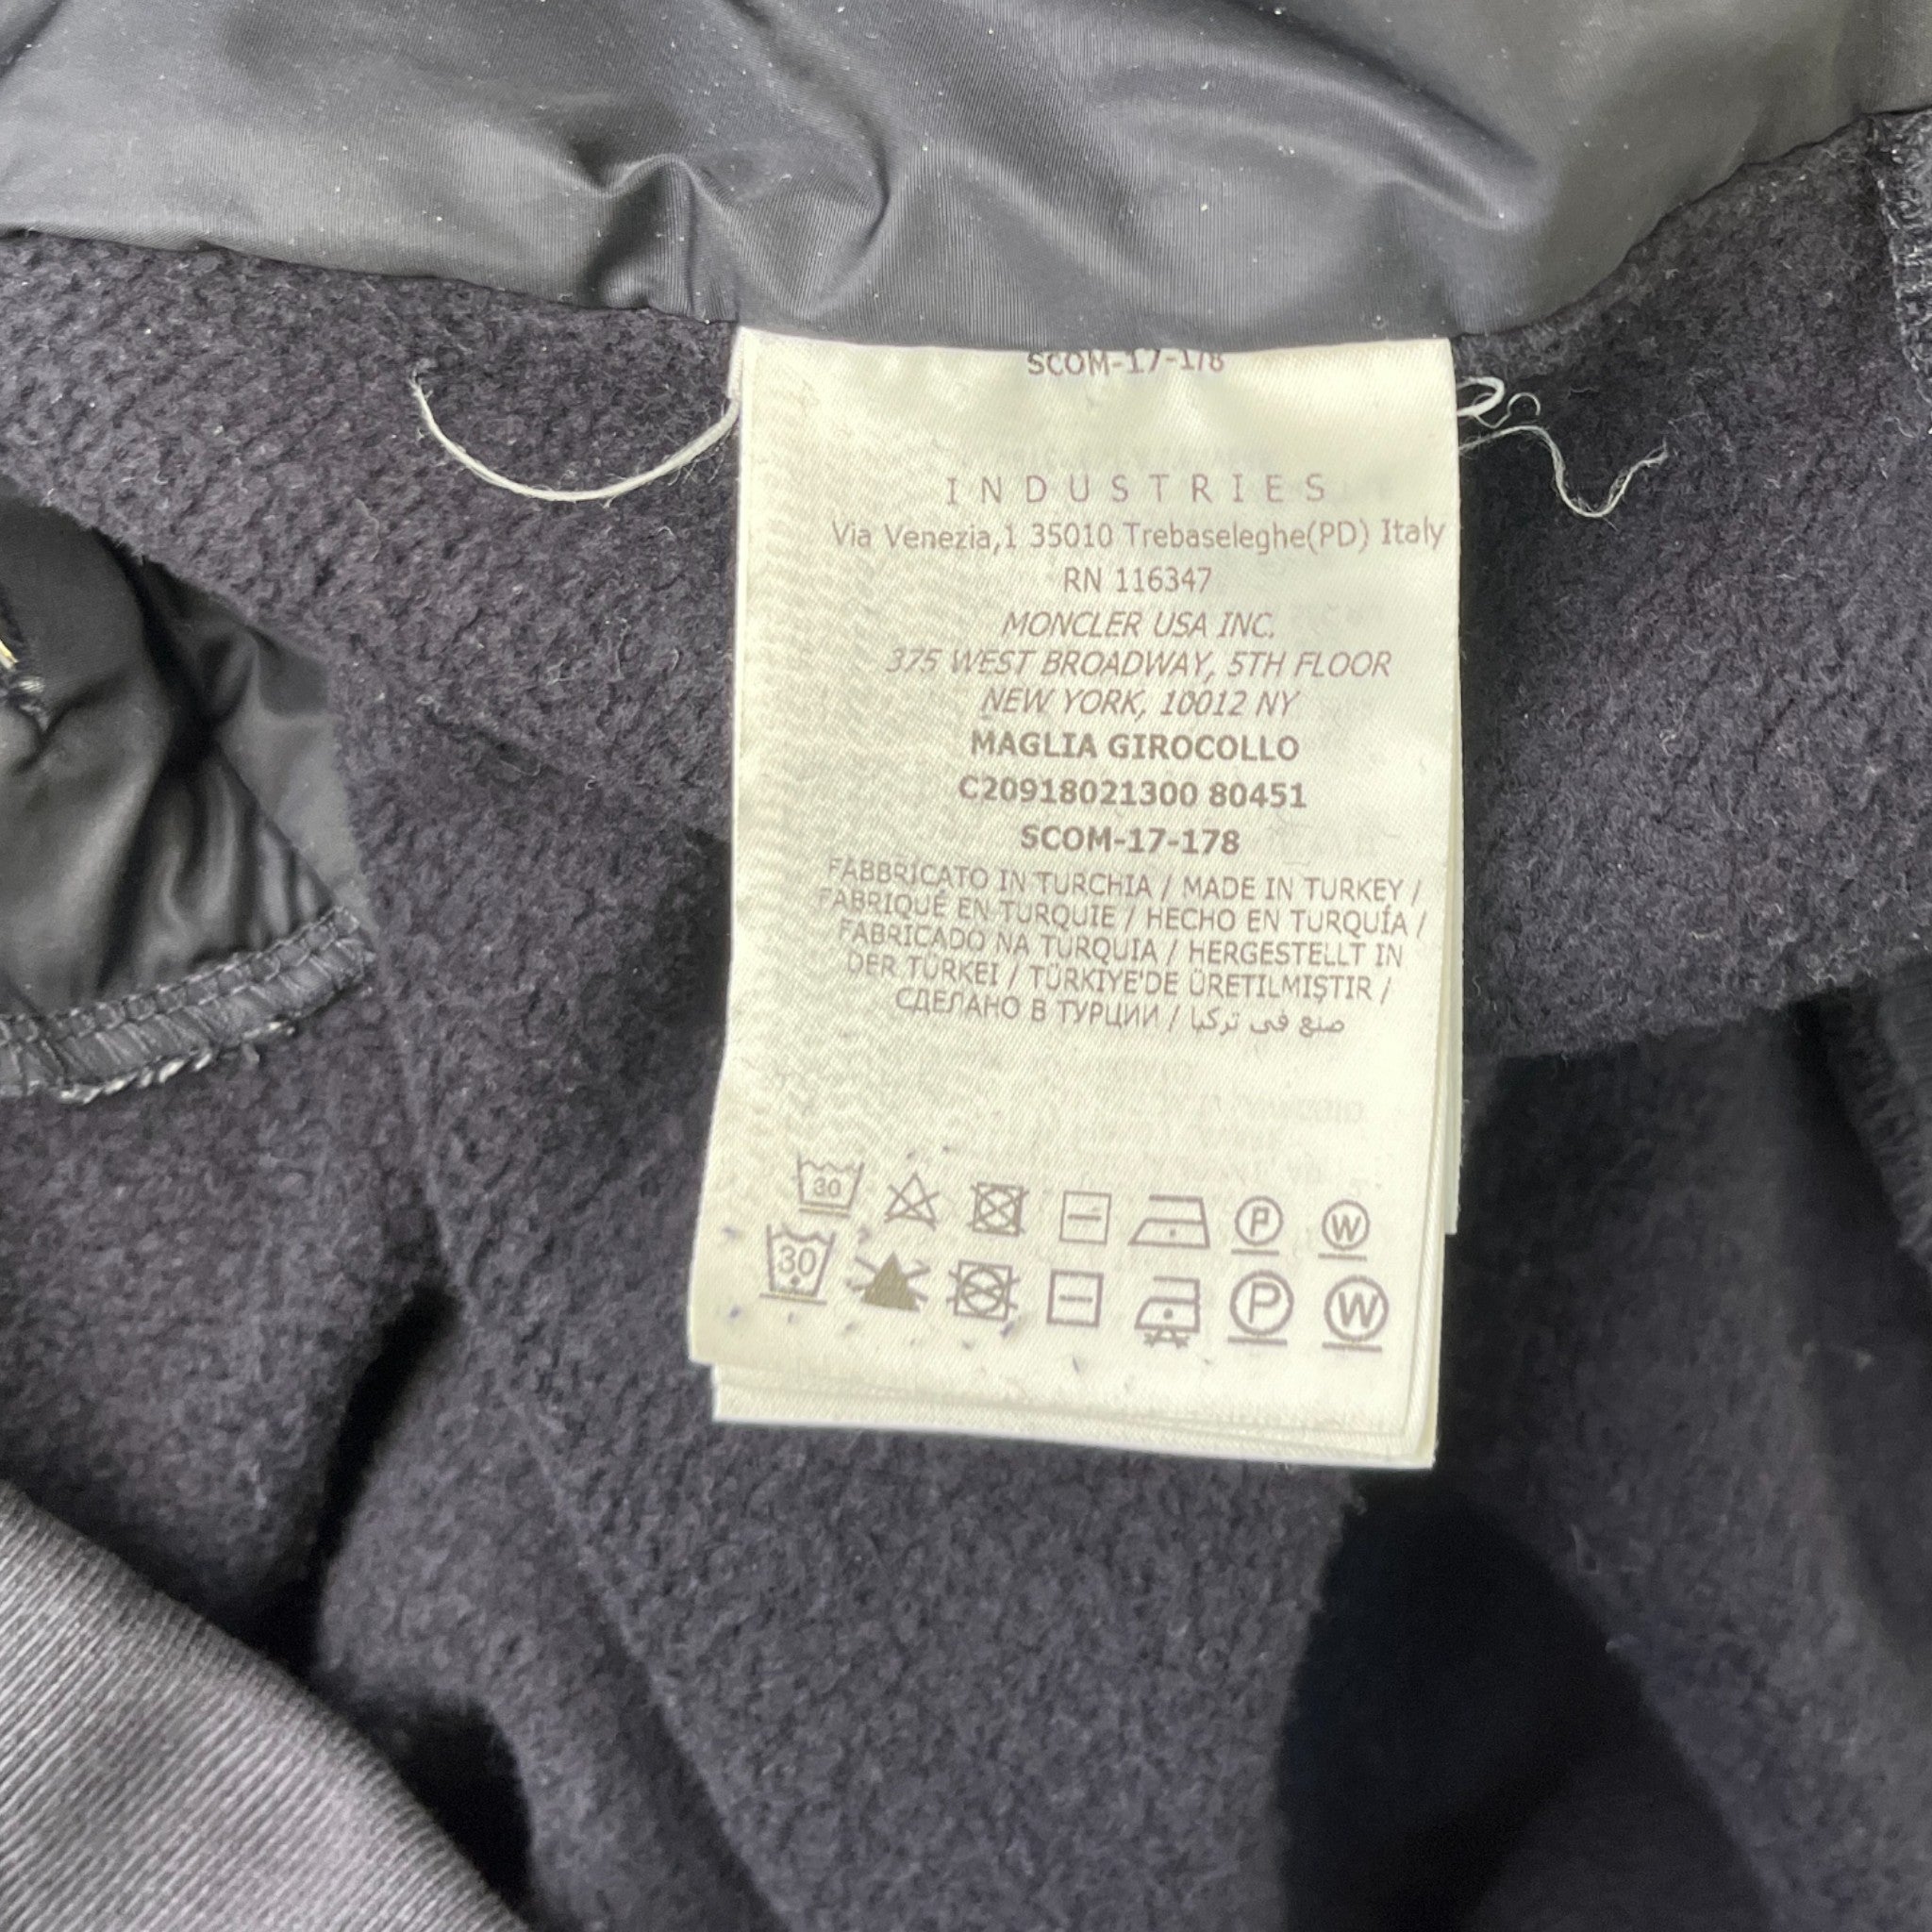 SCOM-17-178
INDUSTRIES
Via Venezia,1 35010 Trebaseleghe(PD) Italy
RN 116347
MONCLER USA INC.
375 WEST BROADWAY, 5TH FLOOR
NEW YORK, 10012 NY
MAGLIA GIROCOLLO
C20918021300 80451
SCOM-17-178
FABBRICATO IN TURCHIA / MADE IN TURKEY /
FABRIQUÉ EN TURQUIE / HECHO EN TURQUÍA /
FABRICADO NA TURQUIA / HERGESTELLT IN
DER TÜRKEI / TÜRKIYE'DE ÜRETILMIŞTIR /
СДЕЛАНО В ТУРЦИИ / صنع في تركيا
30 P W
30 P W